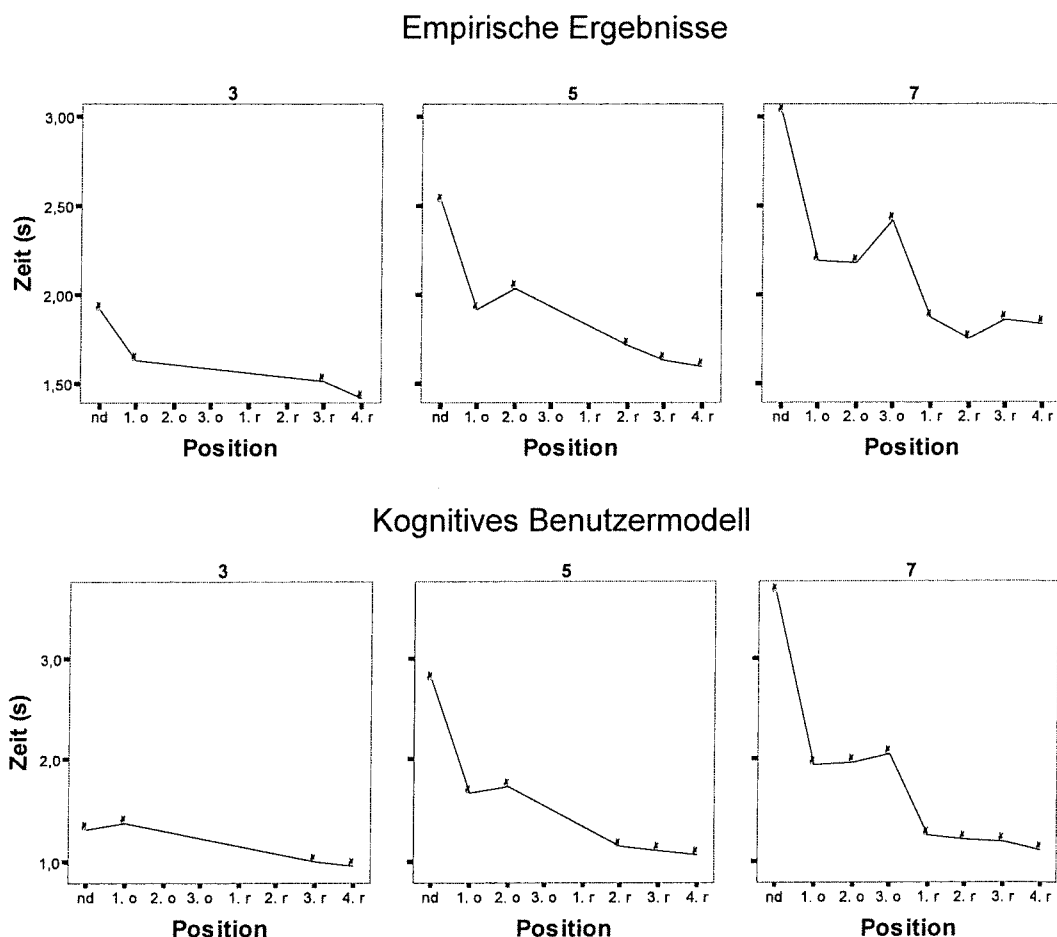 Empirische Ergebnisse
3 5 7
3,00
2,50
2,00
1,50
Zeit (s)
nd 1. o 2. o 3. o 1. r 2. r 3. r 4. r nd 1. o 2. o 3. o 1. r 2. r 3. r 4. r nd 1. o 2. o 3. o 1. r 2. r 3. r 4. r
Position Position Position
Kognitives Benutzermodell
3 5 7
3,0
2,0
1,0
Zeit (s)
nd 1. o 2. o 3. o 1. r 2. r 3. r 4. r nd 1. o 2. o 3. o 1. r 2. r 3. r 4. r nd 1. o 2. o 3. o 1. r 2. r 3. r 4. r
Position Position Position